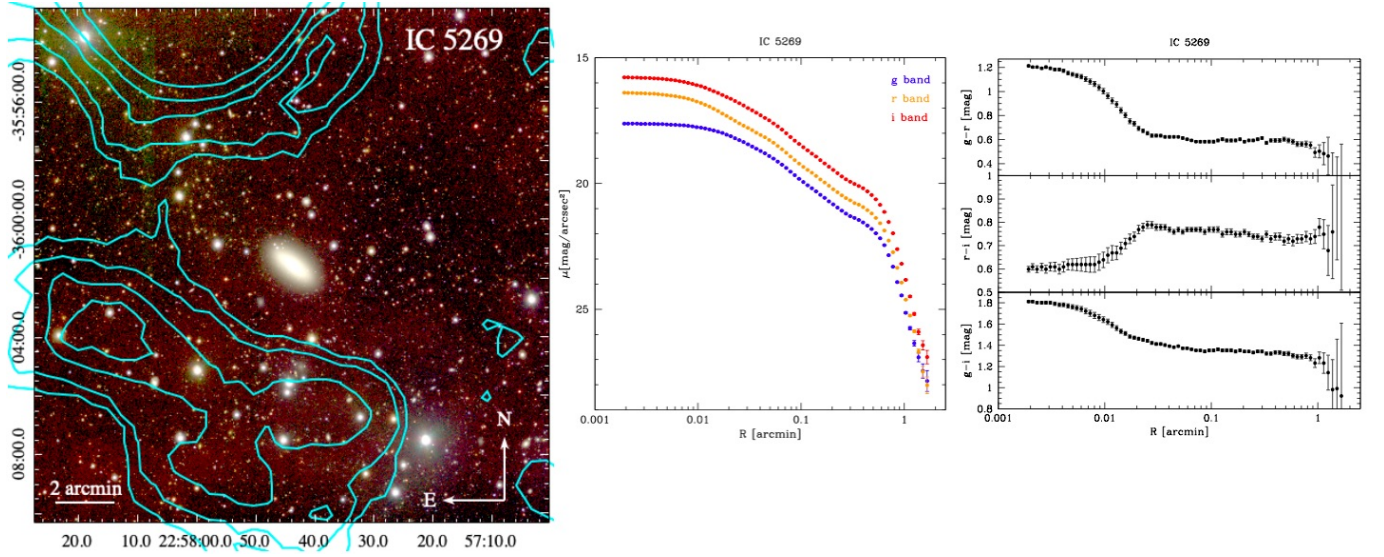 IC 5269
-35:56:00.0
-36:00:00.0
04:00.0
08:00.0
2 arcmin
N
E
20.0 10.0 22:58:00.0 50.0 40.0 30.0 20.0 57:10.0
IC 5269
15
20
25
μ[mag/arcsec²]
g band
r band
i band
0.001 0.01 0.1 1
R [arcmin]
IC 5269
g-r [mag]
1.2
1
0.8
0.6
0.4
r-i [mag]
0.9
0.8
0.7
0.6
0.5
g-i [mag]
1.8
1.6
1.4
1.2
1
0.8
0.001 0.01 0.1 1
R [arcmin]